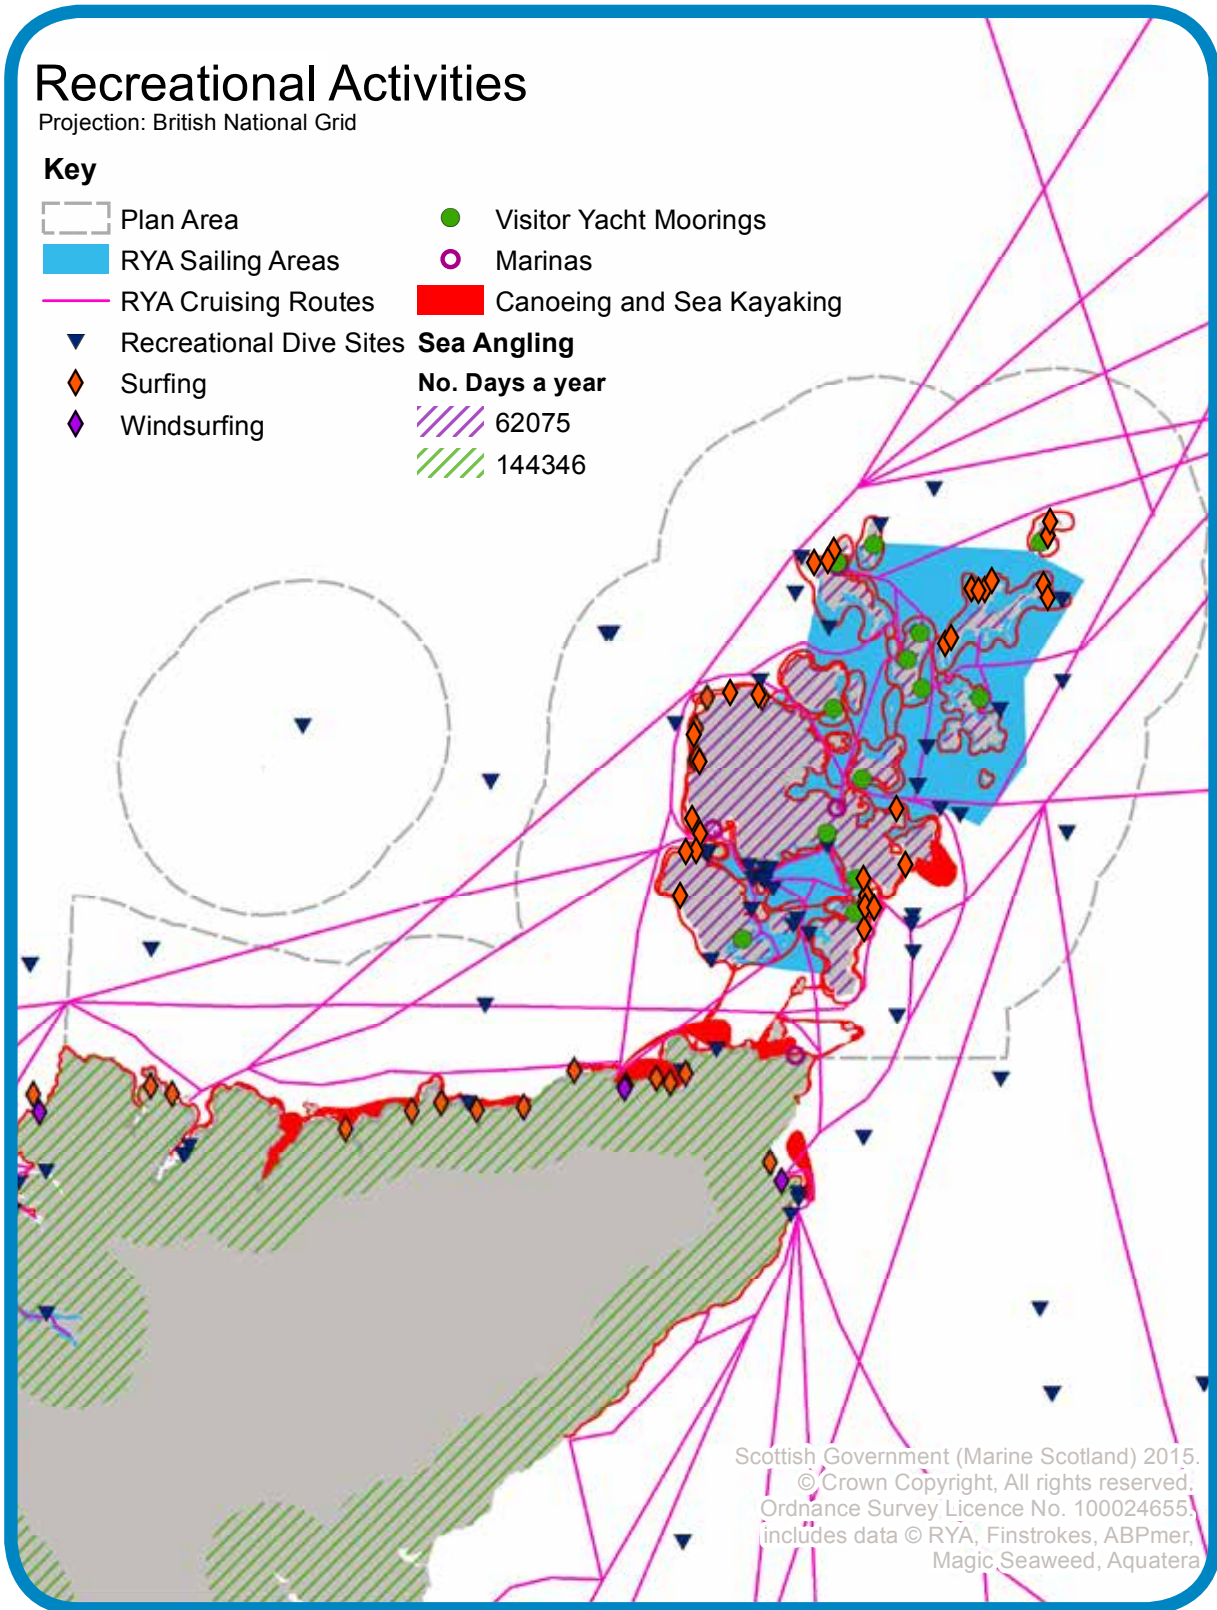 Recreational Activities
Projection: British National Grid
Key
Plan Area
RYA Sailing Areas
RYA Cruising Routes
Recreational Dive Sites
Surfing
Windsurfing
Visitor Yacht Moorings
Marinas
Canoeing and Sea Kayaking
Sea Angling
No. Days a year
62075
144346
Scottish Government (Marine Scotland) 2015.
© Crown Copyright, All rights reserved.
Ordnance Survey Licence No. 100024655.
includes data © RYA, Finstrokes, ABPmer,
Magic Seaweed, Aquatera